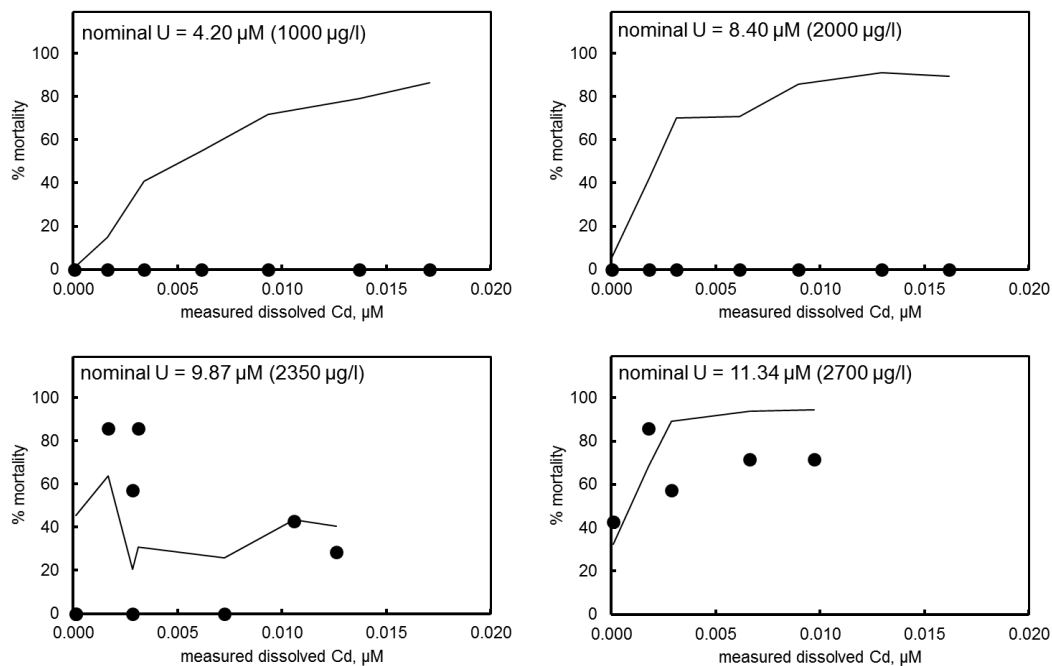 nominal U = 4.20 µM (1000 µg/l)
100
80
60
40
20
0
% mortality
0.000 0.005 0.010 0.015 0.020
measured dissolved Cd, µM
nominal U = 8.40 µM (2000 µg/l)
100
80
60
40
20
0
% mortality
0.000 0.005 0.010 0.015 0.020
measured dissolved Cd, µM
nominal U = 9.87 µM (2350 µg/l)
100
80
60
40
20
0
% mortality
0.000 0.005 0.010 0.015 0.020
measured dissolved Cd, µM
nominal U = 11.34 µM (2700 µg/l)
100
80
60
40
20
0
% mortality
0.000 0.005 0.010 0.015 0.020
measured dissolved Cd, µM